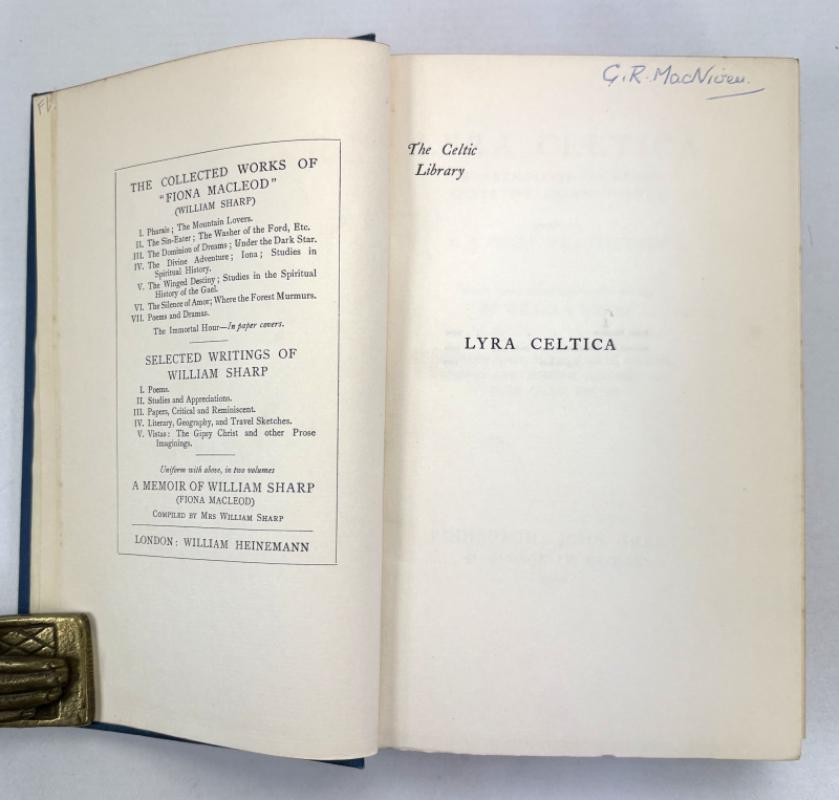 FL.
THE COLLECTED WORKS OF
"FIONA MACLEOD"
(WILLIAM SHARP)
I. Pharais; The Mountain Lovers.
II. The Sin-Eater; The Washer of the Ford, Etc.
III. The Dominion of Dreams; Under the Dark Star.
IV. The Divine Adventure; Iona; Studies in
Spiritual History.
V. The Winged Destiny; Studies in the Spiritual
History of the Gael.
VI. The Silence of Amor; Where the Forest Murmurs.
VII. Poems and Dramas.
The Immortal Hour—In paper covers.
SELECTED WRITINGS OF
WILLIAM SHARP
I. Poems.
II. Studies and Appreciations.
III. Papers, Critical and Reminiscent.
IV. Literary, Geography, and Travel Sketches.
V. Vistas: The Gipsy Christ and other Prose
Imaginings.
Uniform with above, in two volumes
A MEMOIR OF WILLIAM SHARP
(FIONA MACLEOD)
COMPILED BY MRS WILLIAM SHARP
LONDON: WILLIAM HEINEMANN
G.R. MacNiven.
The Celtic
Library
LYRA CELTICA